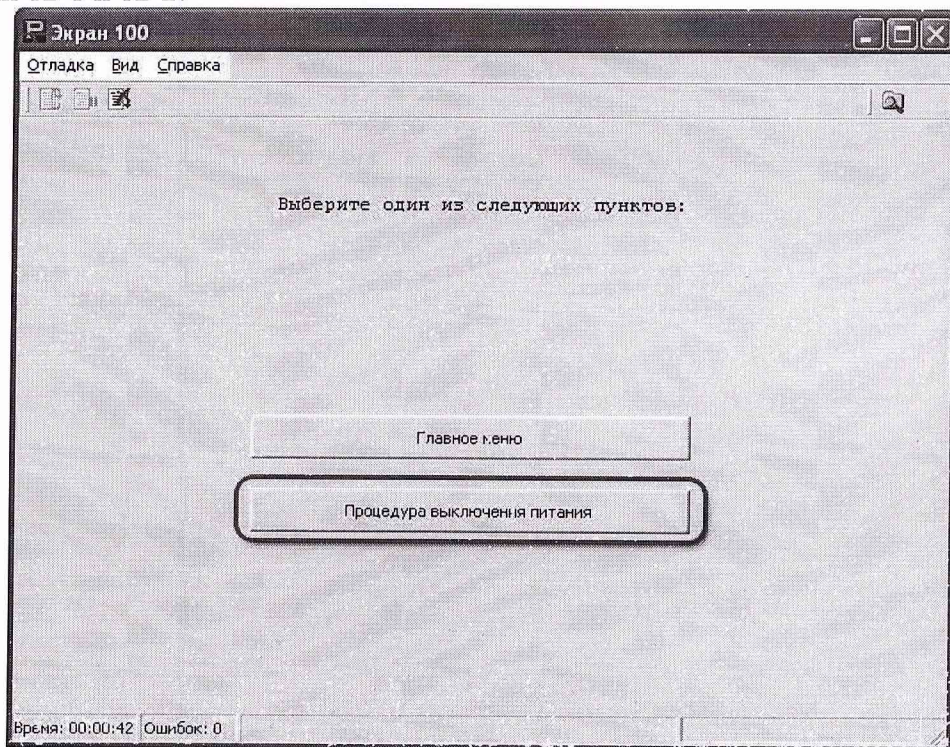 Экран 100
Отладка Вид Справка
Выберите один из следующих пунктов:
Главное меню
Процедура выключения питания
Время: 00:00:42 Ошибок: 0